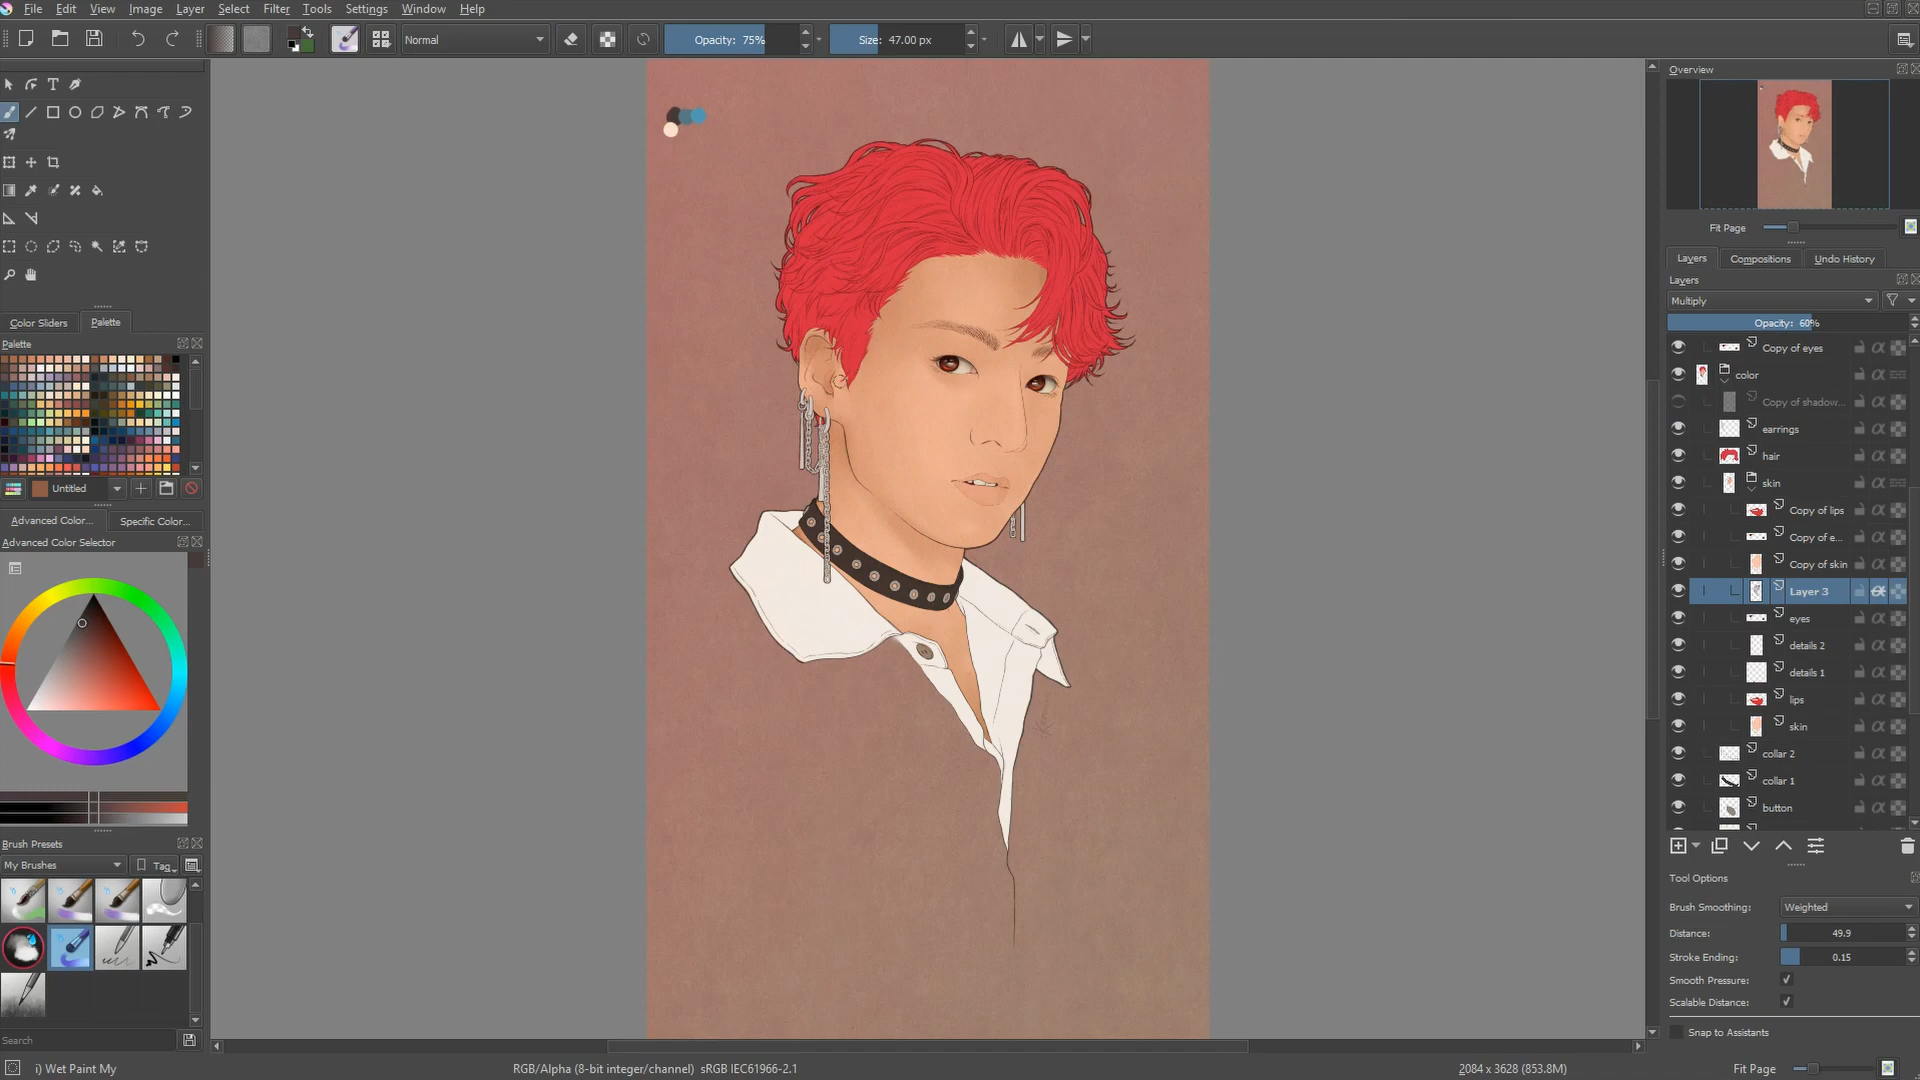 File Edit View Image Layer Select Filter Tools Settings Window Help
Normal Opacity: 75% Size: 47.00 px
Overview
Fit Page
Layers Compositions Undo History
Layers
Multiply
Opacity: 60%
Copy of eyes
color
Copy of shadow...
earrings
hair
skin
Copy of lips
Copy of e...
Copy of skin
Layer 3
eyes
details 2
details 1
lips
skin
collar 2
collar 1
button
Tool Options
Brush Smoothing: Weighted
Distance: 49.9
Stroke Ending: 0.15
Smooth Pressure:
Scalable Distance:
Snap to Assistants
Color Sliders Palette
Palette
Untitled
Advanced Color... Specific Color...
Advanced Color Selector
Brush Presets
My Brushes Tag
Search
i) Wet Paint My RGB/Alpha (8-bit integer/channel) sRGB IEC61966-2.1 2084 x 3628 (853.8M) Fit Page